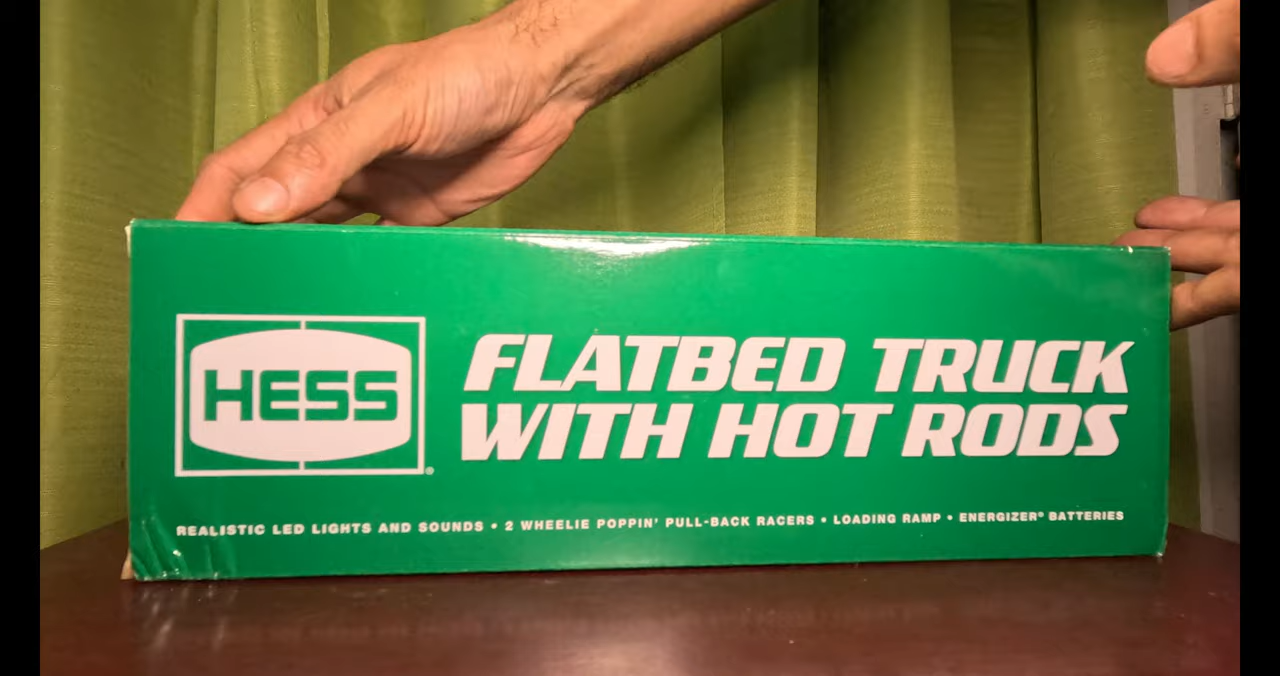 HESS®
FLATBED TRUCK
WITH HOT RODS
REALISTIC LED LIGHTS AND SOUNDS • 2 WHEELIE POPPIN' PULL-BACK RACERS • LOADING RAMP • ENERGIZER® BATTERIES